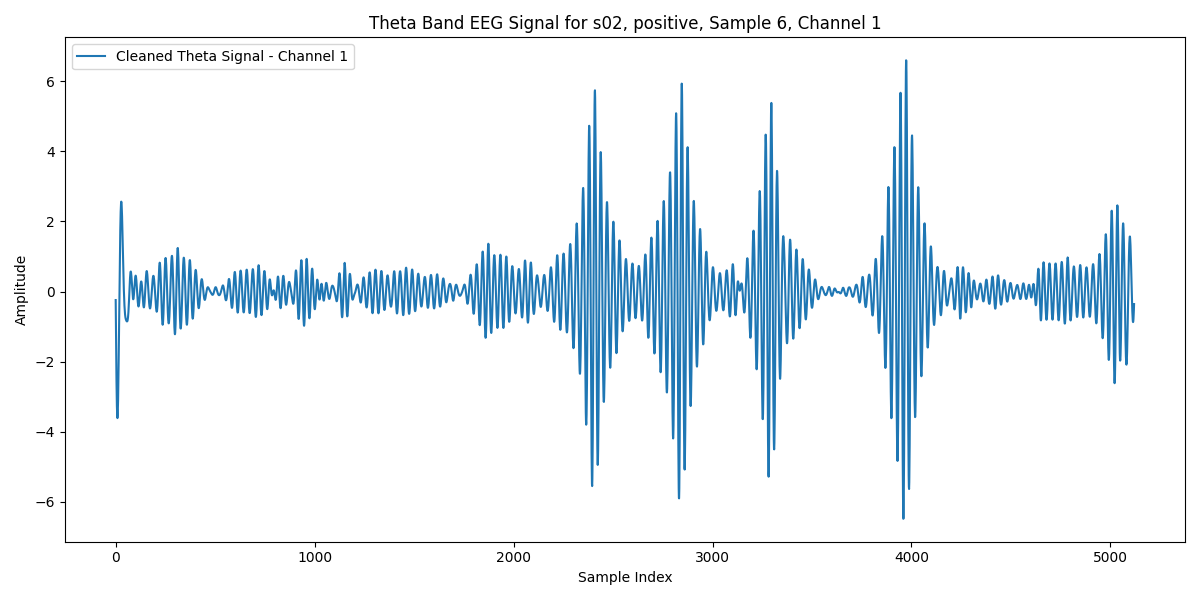 Theta Band EEG Signal for s02, positive, Sample 6, Channel 1
Cleaned Theta Signal - Channel 1
Amplitude
6
4
2
0
−2
−4
−6
0 1000 2000 3000 4000 5000
Sample Index